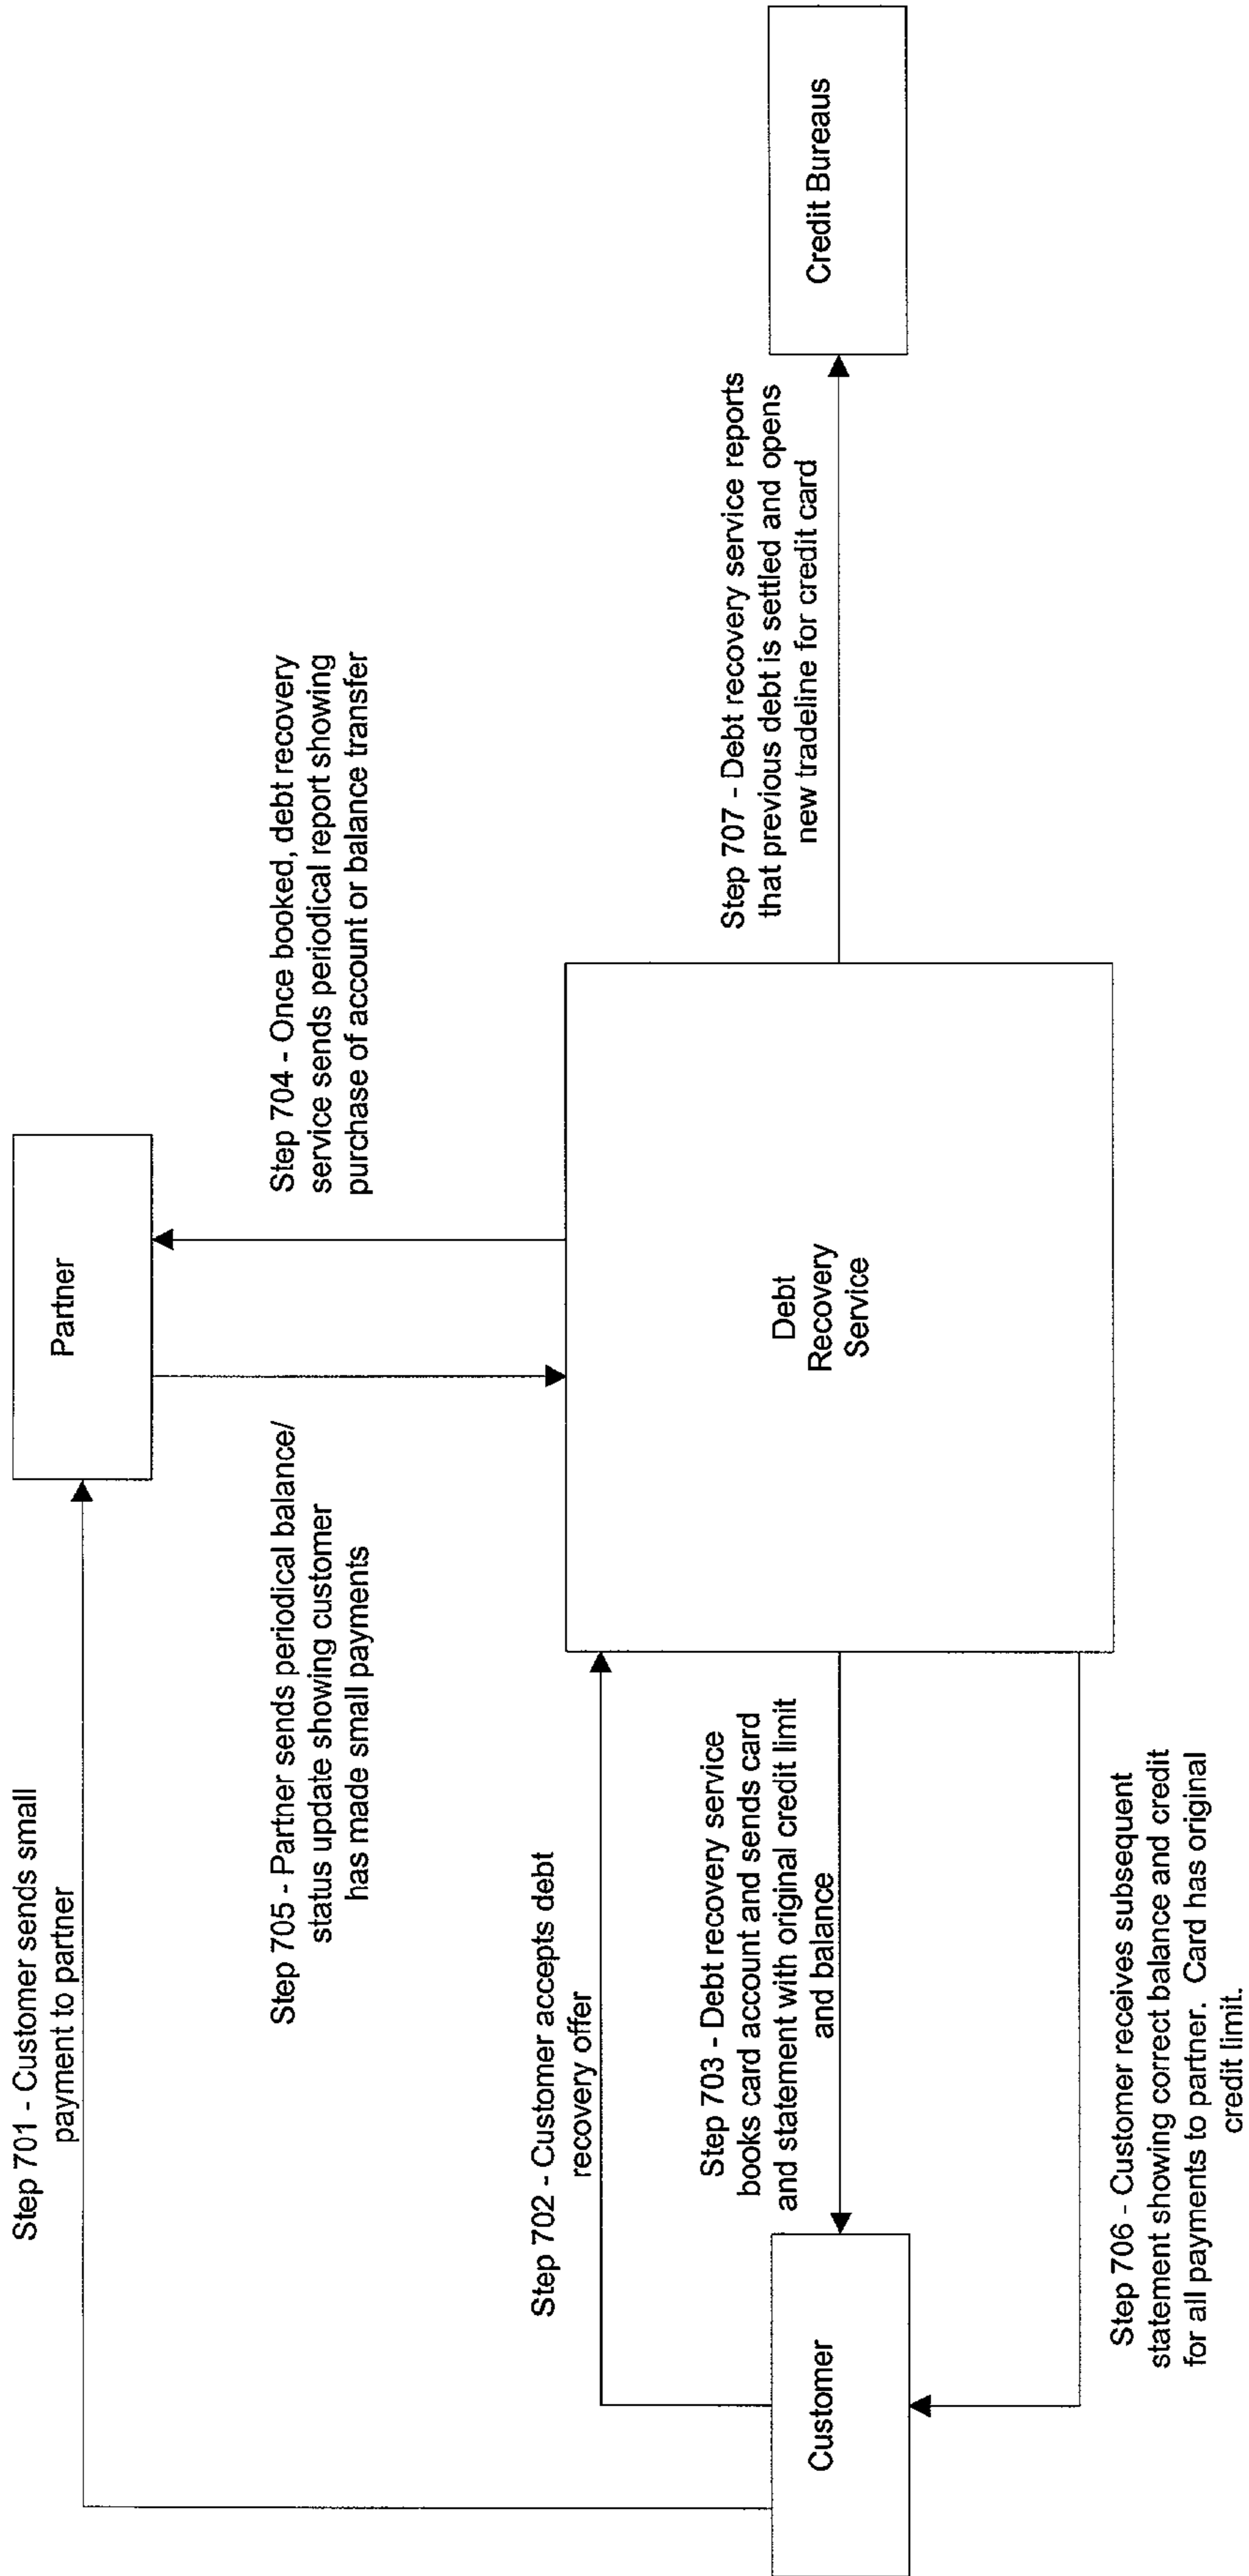 Step 701 - Customer sends small
payment to partner
Partner
Step 705 - Partner sends periodical balance/
status update showing customer
has made small payments
Step 704 - Once booked, debt recovery
service sends periodical report showing
purchase of account or balance transfer
Step 702 - Customer accepts debt
recovery offer
Step 703 - Debt recovery service
books card account and sends card
and statement with original credit limit
and balance
Customer
Debt
Recovery
Service
Step 707 - Debt recovery service reports
that previous debt is settled and opens
new tradeline for credit card
Credit Bureaus
Step 706 - Customer receives subsequent
statement showing correct balance and credit
for all payments to partner. Card has original
credit limit.